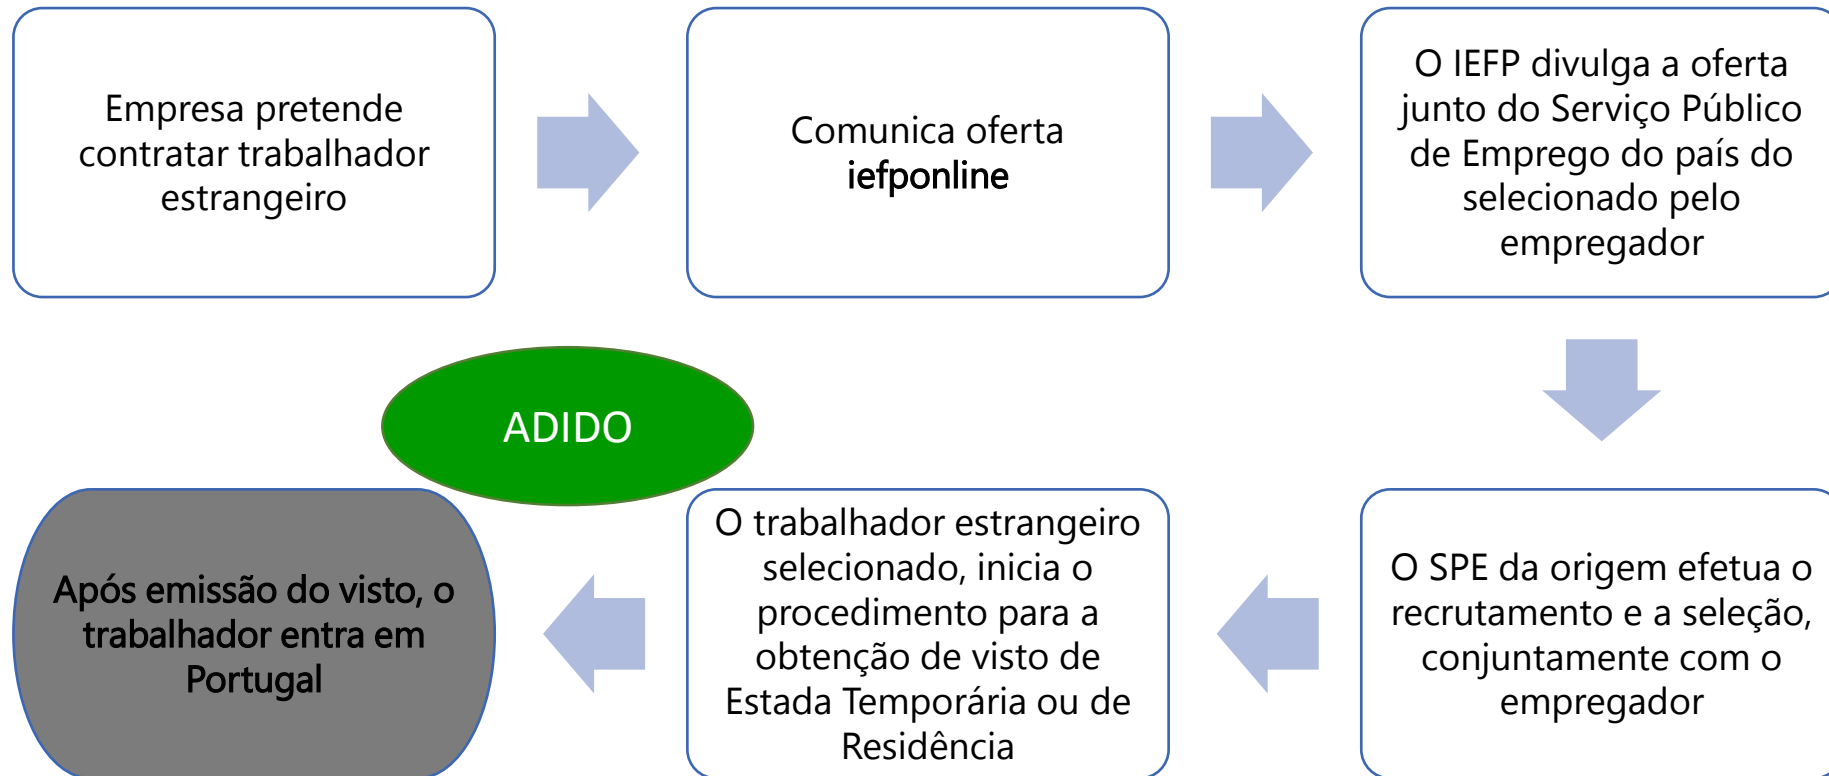 Empresa pretende
contratar trabalhador
estrangeiro
Comunica oferta
iefponline
O IEFP divulga a oferta
junto do Serviço Público
de Emprego do país do
selecionado pelo
empregador
ADIDO
O SPE da origem efetua o
recrutamento e a seleção,
conjuntamente com o
empregador
O trabalhador estrangeiro
selecionado, inicia o
procedimento para a
obtenção de visto de
Estada Temporária ou de
Residência
Após emissão do visto, o
trabalhador entra em
Portugal